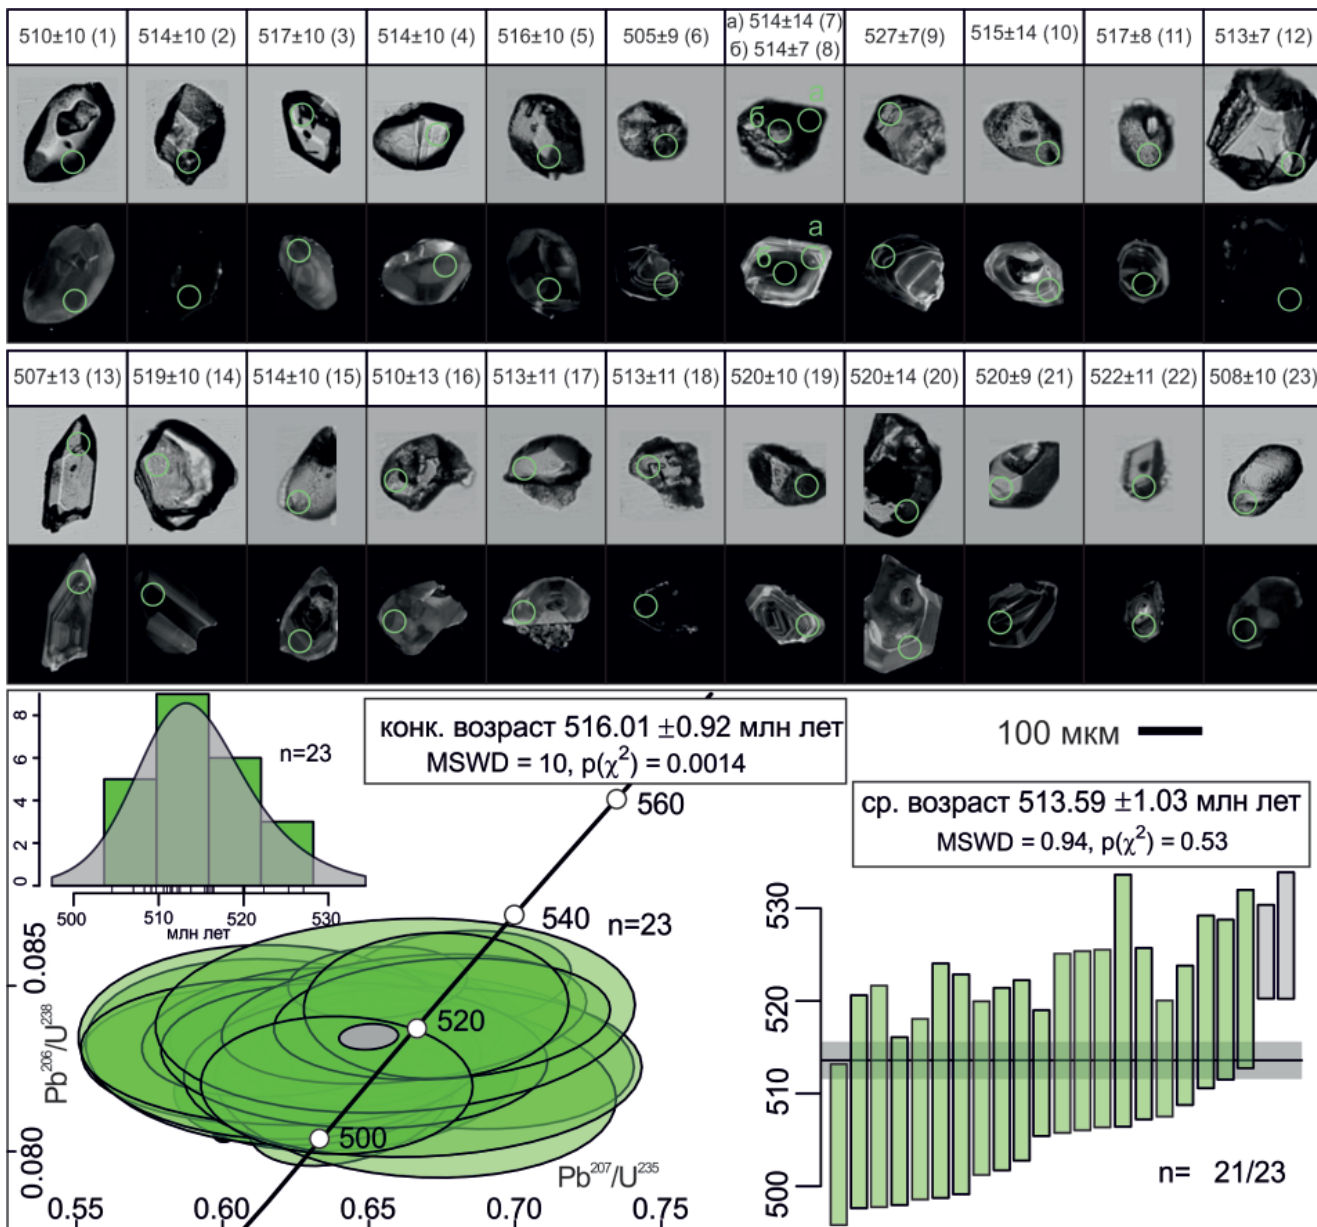 510±10 (1) 514±10 (2) 517±10 (3) 514±10 (4) 516±10 (5) 505±9 (6) а) 514±14 (7) 527±7(9) 515±14 (10) 517±8 (11) 513±7 (12)
б) 514±7 (8)
б а
а
б
507±13 (13) 519±10 (14) 514±10 (15) 510±13 (16) 513±11 (17) 513±11 (18) 520±10 (19) 520±14 (20) 520±9 (21) 522±11 (22) 508±10 (23)
8
6
4
2
0
n=23
500 510 520 530
млн лет
конк. возраст 516.01 ±0.92 млн лет
MSWD = 10, p(χ²) = 0.0014
100 мкм
560
540
n=23
520
500
0.085
0.080
Pb²⁰⁶/U²³⁸
Pb²⁰⁷/U²³⁵
0.55 0.60 0.65 0.70 0.75
ср. возраст 513.59 ±1.03 млн лет
MSWD = 0.94, p(χ²) = 0.53
530
520
510
500
n= 21/23